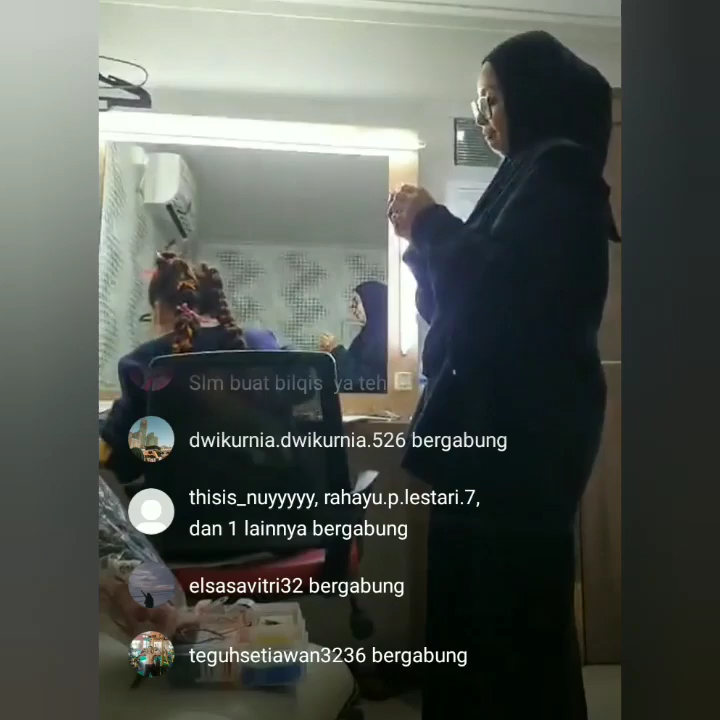 Slm buat bilqis ya teh
dwikurnia.dwikurnia.526 bergabung
thisis_nuyyyyy, rahayu.p.lestari.7,
dan 1 lainnya bergabung
elsasavitri32 bergabung
teguhsetiawan3236 bergabung